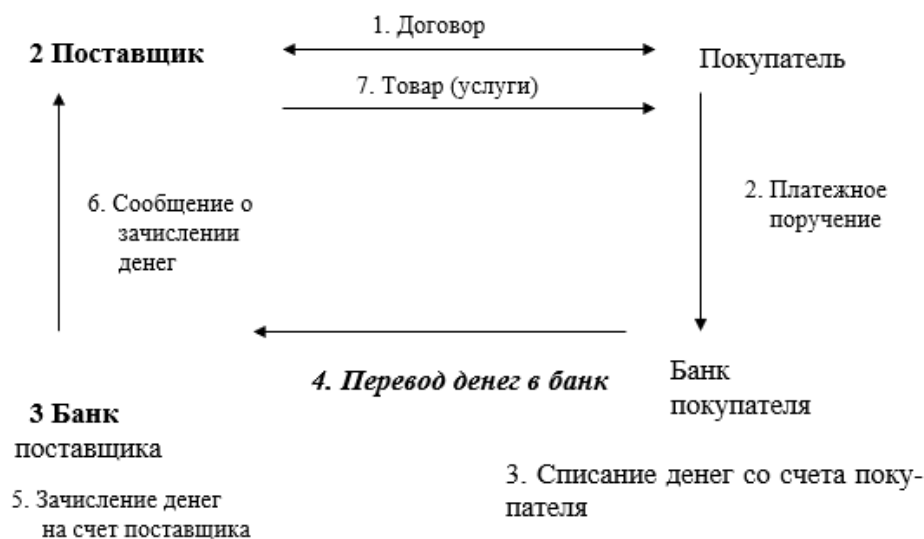 1. Договор
2 Поставщик
Покупатель
7. Товар (услуги)
6. Сообщение о
зачислении
денег
2. Платежное
поручение
4. Перевод денег в банк
Банк
покупателя
3 Банк
поставщика
3. Списание денег со счета поку-
пателя
5. Зачисление денег
на счет поставщика